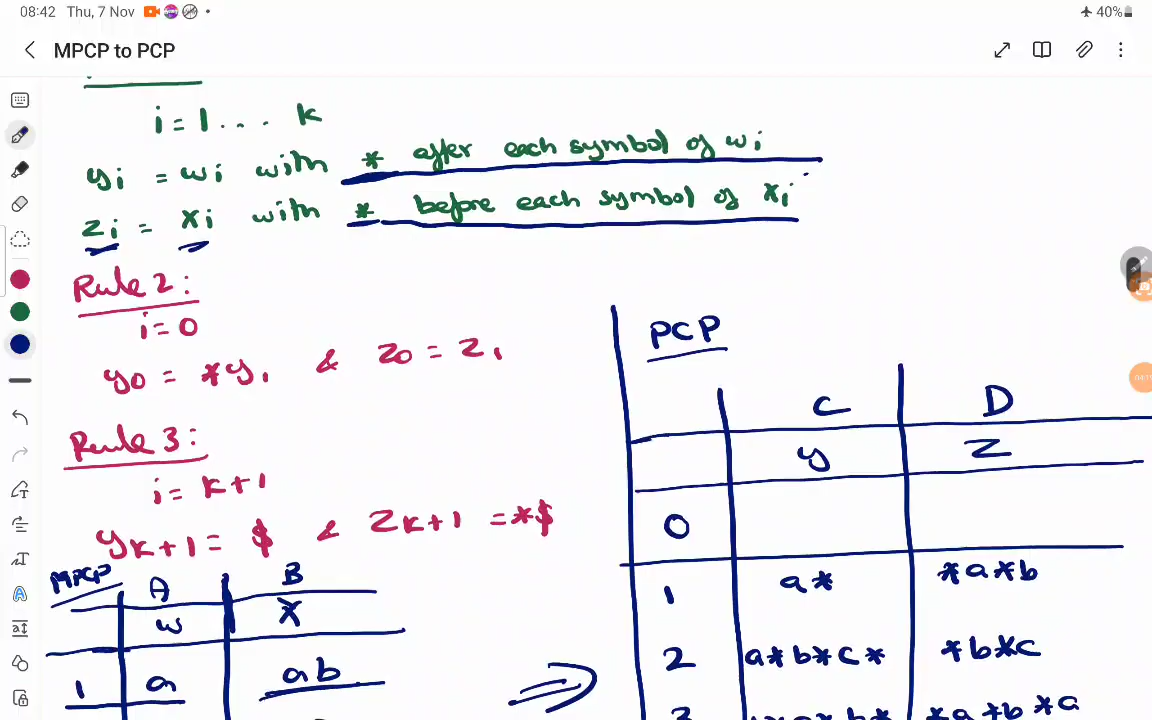 08:42 Thu, 7 Nov
40%
MPCP to PCP
i = 1 .... k
yi = wi with * after each symbol of wi
zi = xi with * before each symbol of xi
Rule 2:
i = 0
y0 = *y1 & z0 = z1
Rule 3:
i = k+1
yk+1 = $ & zk+1 = *$
MPCP A B
w x
1 a ab
PCP
C D
y z
0
1 a* *a*b
2 a*b*c* *b*c
3 *a*b*a